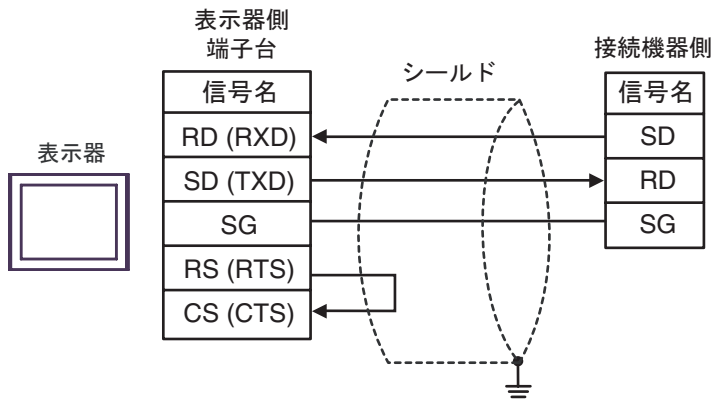 表示器側
端子台
接続機器側
シールド
信号名
信号名
RD (RXD)
SD
表示器
SD (TXD)
RD
SG
SG
RS (RTS)
CS (CTS)